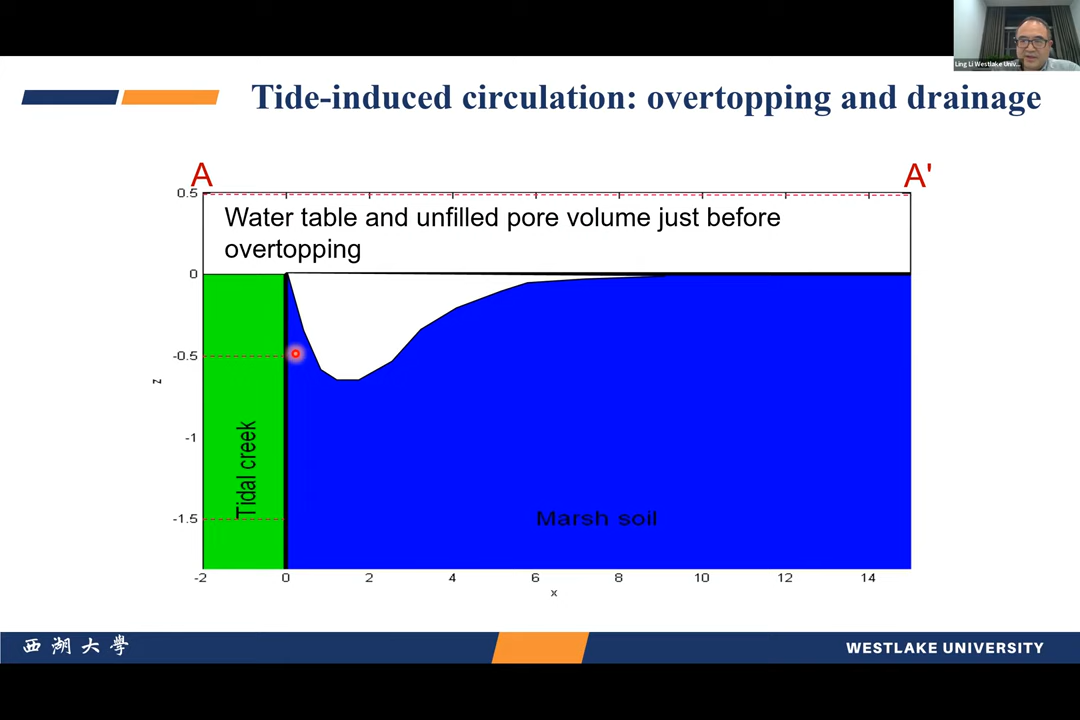 Ling Li Westlake Univ...
Tide-induced circulation: overtopping and drainage
A
A'
0.5
Water table and unfilled pore volume just before
overtopping
0
-0.5
z
-1
Tidal creek
-1.5
Marsh soil
-2
0
2
4
6
8
10
12
14
x
西湖大學
WESTLAKE UNIVERSITY